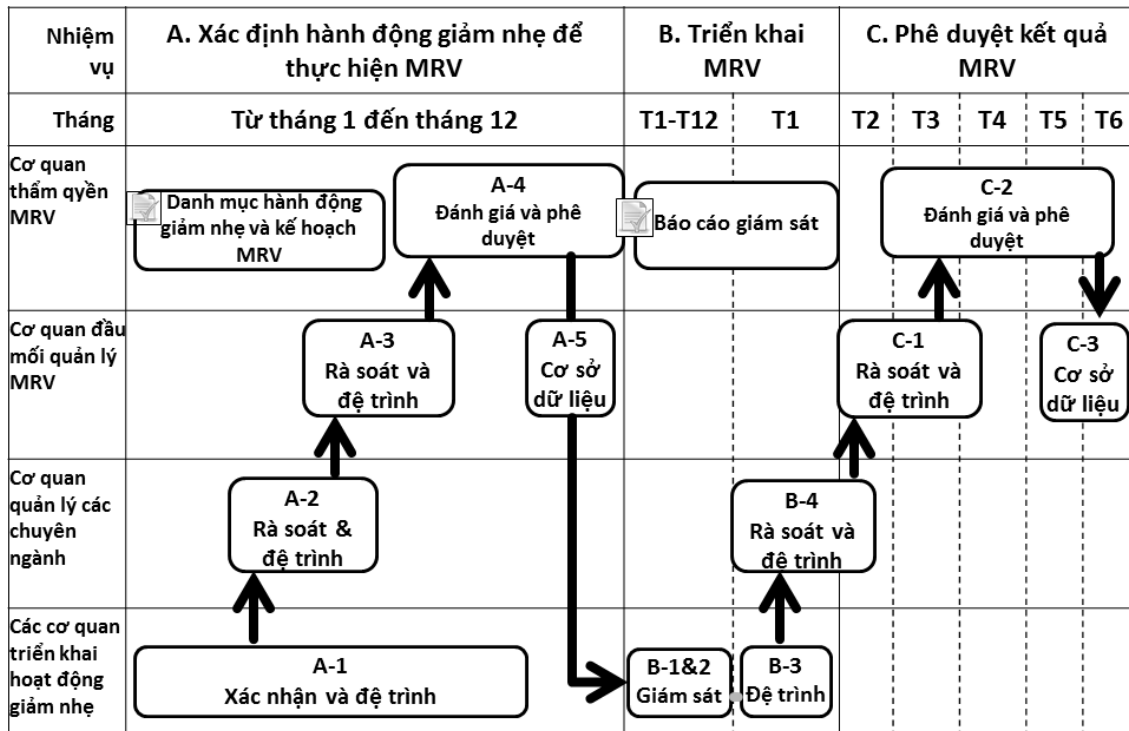 Nhiệm
vụ
A. Xác định hành động giảm nhẹ để
thực hiện MRV
B. Triển khai
MRV
C. Phê duyệt kết quả
MRV
Tháng
Từ tháng 1 đến tháng 12
T1-T12
T1
T2
T3
T4
T5
T6
Cơ quan
thẩm qyền
MRV
Danh mục hành động
giảm nhẹ và kế hoạch
MRV
A-4
Đánh giá và phê
duyệt
Báo cáo giám sát
C-2
Đánh giá và phê
duyệt
Cơ quan đầu
mối quản lý
MRV
A-3
Rà soát và
đệ trình
A-5
Cơ sở
dữ liệu
C-1
Rà soát và
đệ trình
C-3
Cơ sở
dữ liệu
Cơ quan
quản lý các
chuyên
ngành
A-2
Rà soát &
đệ trình
B-4
Rà soát và
đệ trình
Các cơ quan
triển khai
hoạt động
giảm nhẹ
A-1
Xác nhận và đệ trình
B-1&2
Giám sát
B-3
Đệ trình